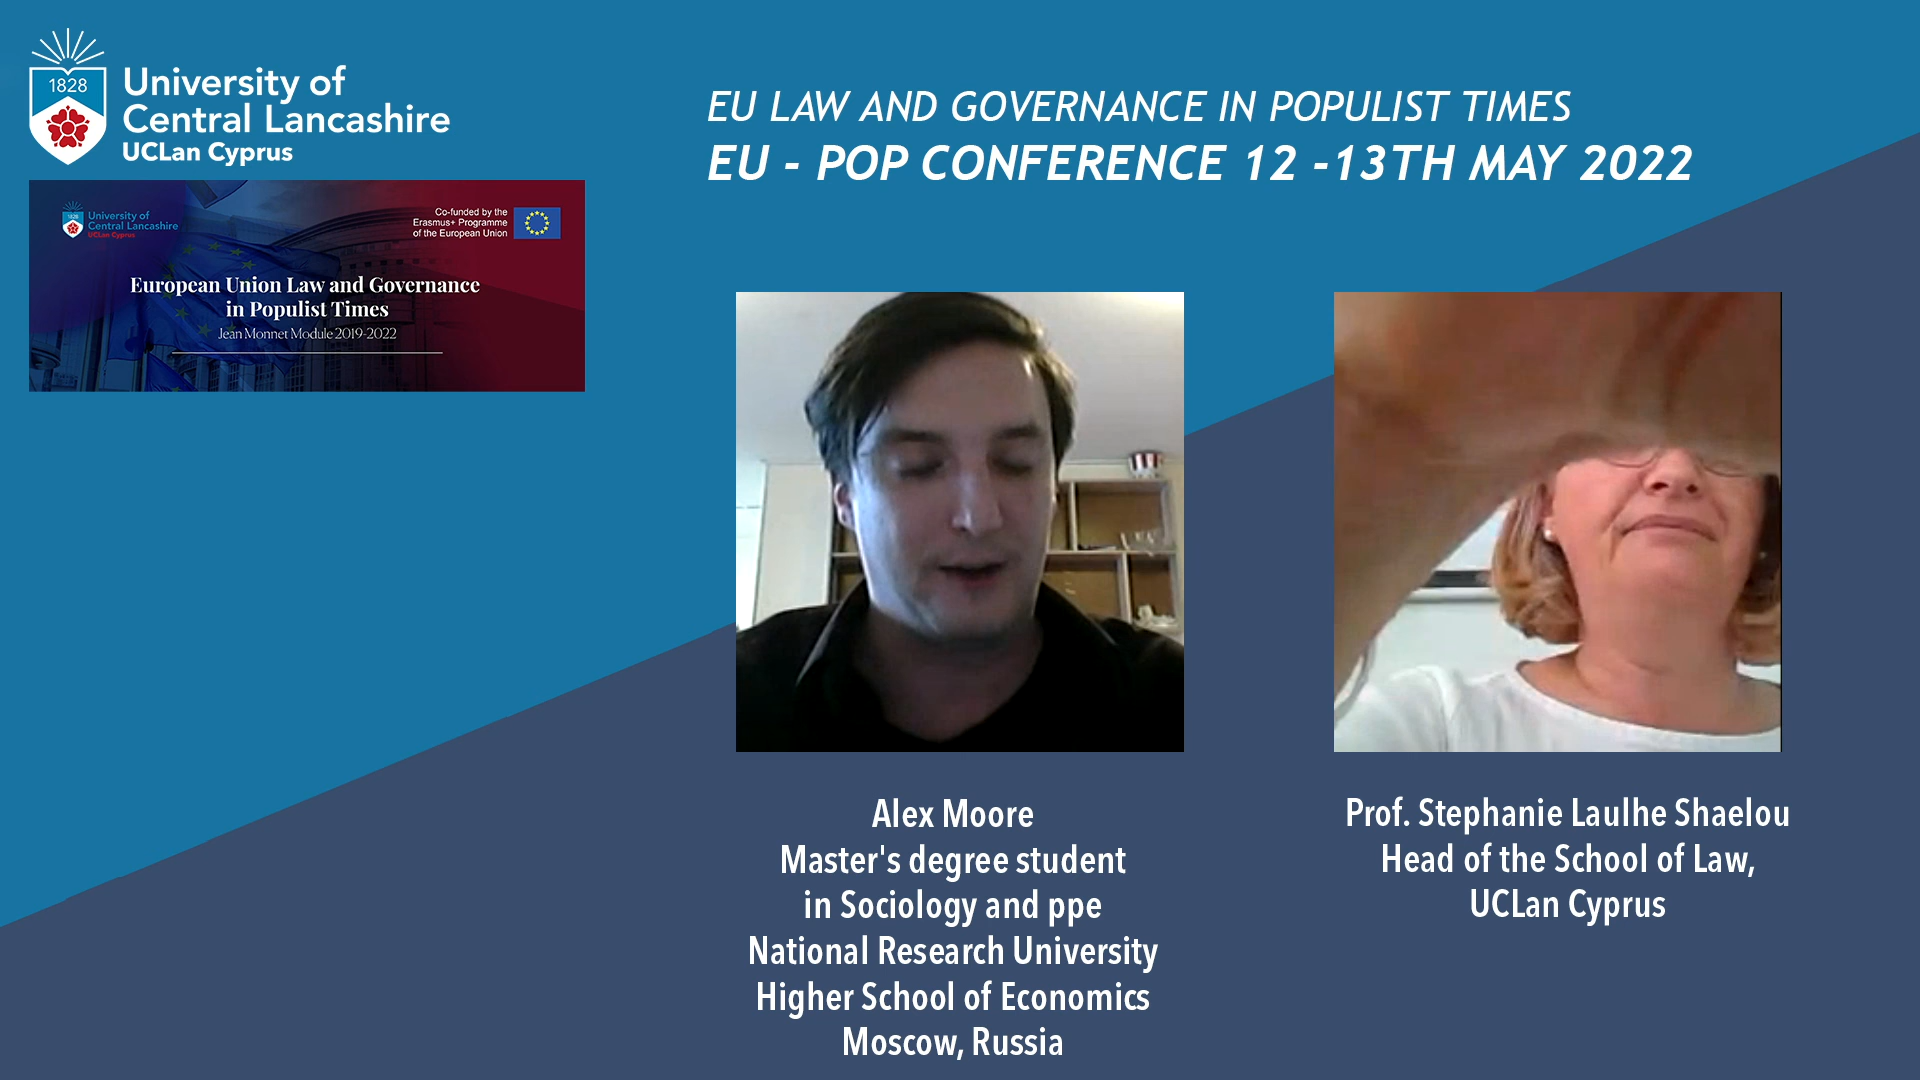 1828
University of
Central Lancashire
UCLan Cyprus
EU LAW AND GOVERNANCE IN POPULIST TIMES
EU - POP CONFERENCE 12 -13TH MAY 2022
1828
University of
Central Lancashire
UCLan Cyprus
Co-funded by the
Erasmus+ Programme
of the European Union
European Union Law and Governance
in Populist Times
Jean Monnet Module 2019-2022
Alex Moore
Master's degree student
in Sociology and ppe
National Research University
Higher School of Economics
Moscow, Russia
Prof. Stephanie Laulhe Shaelou
Head of the School of Law,
UCLan Cyprus